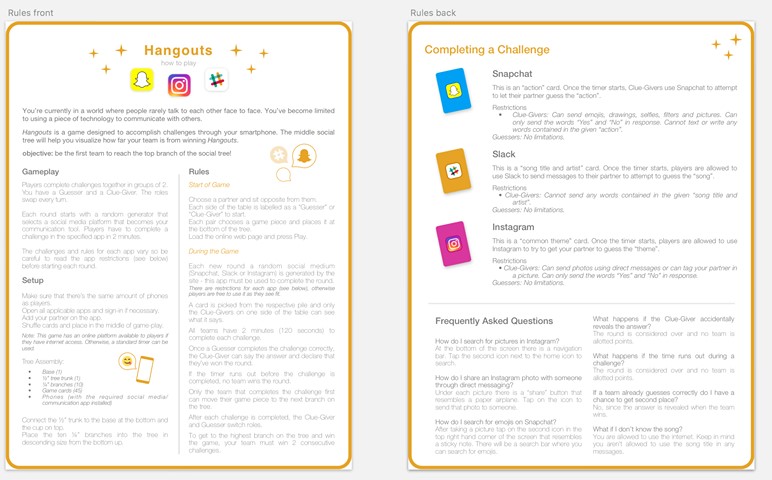 Rules front
Hangouts
how to play
You're currently in a world where people rarely talk to each other face to face. You've become limited
to using a piece of technology to communicate with others.
Hangouts is a game designed to accomplish challenges through your smartphone. The middle social
tree will help you visualize how far your team is from winning Hangouts.
objective: be the first team to reach the top branch of the social tree!
Gameplay
Players complete challenges together in groups of 2.
You have a Guesser and a Clue-Giver. The roles
swap every turn.
Each round starts with a random generator that
selects a social media platform that becomes your
communication tool. Players have to complete a
challenge in the specified app in 2 minutes.
The challenges and rules for each app vary so be
careful to read the app restrictions (see below)
before starting each round.
Setup
Make sure that there's the same amount of phones
as players.
Open all applicable apps and sign-in if necessary.
Add your partner on the app.
Shuffle cards and place in the middle of game play.
Note: This game has an online platform available to players if
they have internet access. Otherwise, a standard timer can be
used.
Tree Assembly:
• Base (1)
• ½" tree trunk (1)
• ¼" branches (10)
• Game cards (45)
• Phones (with the required social media/
communication app installed)
Connect the ½" trunk to the base at the bottom and
the cup on top.
Place the ten ¼" branches into the tree in
descending size from the bottom up.
Rules
Start of Game
Choose a partner and sit opposite from them.
Each side of the table is labelled as a "Guesser" or
"Clue-Giver" to start.
Each pair chooses a game piece and places it at
the bottom of the tree.
Load the online web page and press Play.
During the Game
Each new round a random social medium
(Snapchat, Slack or Instagram) is generated by the
site - this app must be used to complete the round.
There are restrictions for each app (see below), otherwise
players are free to use it as they see fit.
A card is picked from the respective pile and only
the Clue-Givers on one side of the table can see
what it says.
All teams have 2 minutes (120 seconds) to
complete each challenge.
Once a Guesser completes the challenge correctly,
the Clue-Giver can say the answer and declare that
they've won the round.
If the timer runs out before the challenge is
completed, no team wins the round.
Only the team that completes the challenge first
can move their game piece to the next branch on
the tree.
After each challenge is completed, the Clue-Giver
and Guesser switch roles.
To get to the highest branch on the tree and win
the game, your team must win 2 consecutive
challenges.
Rules back
Completing a Challenge
Snapchat
This is an "action" card. Once the timer starts, Clue-Givers use Snapchat to attempt
to let their partner guess the "action".
Restrictions
• Clue-Givers: Can send emojis, drawings, selfies, filters and pictures. Can
only send the words "Yes" and "No" in response. Cannot text or write any
words contained in the given "action".
Guessers: No limitations.
Slack
This is a "song title and artist" card. Once the timer starts, players are allowed to
use Slack to send messages to their partner to attempt to guess the "song".
Restrictions
• Clue-Givers: Cannot send any words contained in the given "song title and
artist".
Guessers: No limitations.
Instagram
This is a "common theme" card. Once the timer starts, players are allowed to use
Instagram to try to get your partner to guess the "theme".
Restrictions
• Clue-Givers: Can send photos using direct messages or can tag your partner in
a picture. Can only send the words "Yes" and "No" in response.
Guessers: No limitations.
Frequently Asked Questions
How do I search for pictures in Instagram?
At the bottom of the screen there is a navigation
bar. Tap the second icon next to the home icon to
search.
How do I share an Instagram photo with someone
through direct messaging?
Under each picture there is a "share" button that
resembles a paper airplane. Tap on the icon to
send that photo to someone.
How do I search for emojis on Snapchat?
After taking a picture tap on the second icon in the
top right hand corner of the screen that resembles
a sticky note. There will be a search bar where you
can search for emojis.
What happens if the Clue-Giver accidentally
reveals the answer?
The round is considered over and no team is
allotted points.
What happens if the time runs out during a
challenge?
The round is considered over and no team is
allotted points.
If a team already guesses correctly do I have a
chance to get second place?
No, since the answer is revealed when the team
wins.
What if I don't know the song?
You are allowed to use the internet. Keep in mind
you aren't allowed to use the song title in any
messages.